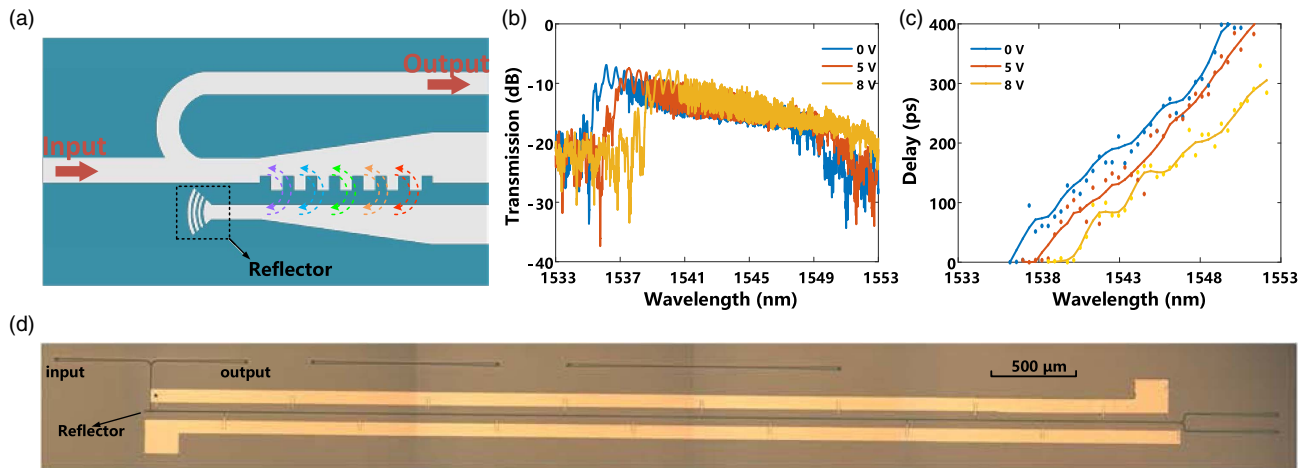 (a)
Output
Input
Reflector
(b)
0
-10
-20
-30
-40
Transmission (dB)
0 V
5 V
8 V
1533 1537 1541 1545 1549 1553
Wavelength (nm)
(c)
400
300
200
100
0
Delay (ps)
0 V
5 V
8 V
1533 1538 1543 1548 1553
Wavelength (nm)
(d)
input
output
500 μm
Reflector